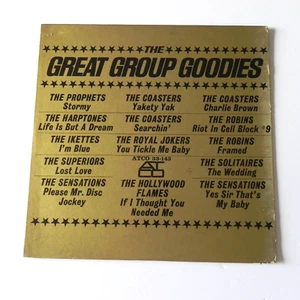 THE
GREAT GROUP GOODIES
THE PROPHETS
Stormy
THE COASTERS
Yakety Yak
THE COASTERS
Charlie Brown
THE HARPTONES
Life Is But A Dream
THE COASTERS
Searchin'
THE ROBINS
Riot In Cell Block #9
THE IKETTES
I'm Blue
THE ROYAL JOKERS
You Tickle Me Baby
THE ROBINS
Framed
THE SUPERIORS
Lost Love
ATCO 33-143
ATCO
THE SOLITAIRES
The Wedding
THE SENSATIONS
Please Mr. Disc
Jockey
THE HOLLYWOOD
FLAMES
If I Thought You
Needed Me
THE SENSATIONS
Yes Sir That's
My Baby